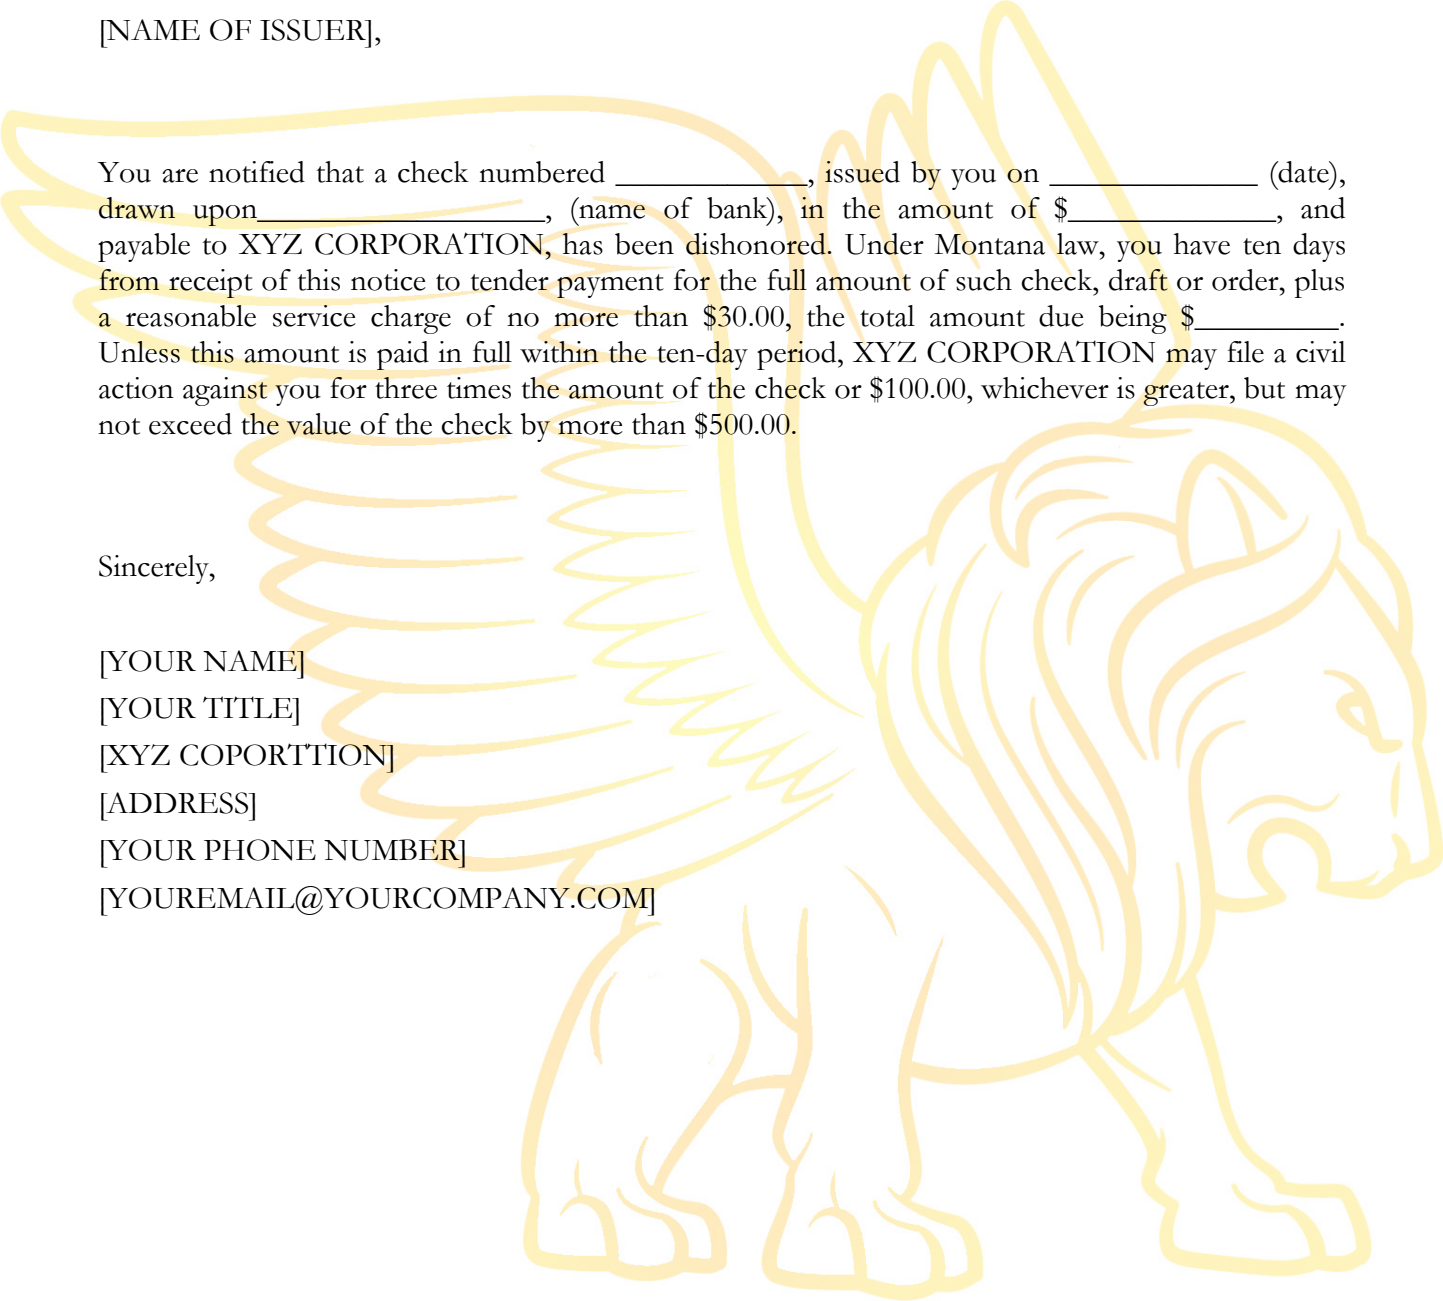 [NAME OF ISSUER],
You are notified that a check numbered ____________, issued by you on _____________ (date),
drawn upon__________________, (name of bank), in the amount of $_____________, and
payable to XYZ CORPORATION, has been dishonored. Under Montana law, you have ten days
from receipt of this notice to tender payment for the full amount of such check, draft or order, plus
a reasonable service charge of no more than $30.00, the total amount due being $_________.
Unless this amount is paid in full within the ten-day period, XYZ CORPORATION may file a civil
action against you for three times the amount of the check or $100.00, whichever is greater, but may
not exceed the value of the check by more than $500.00.
Sincerely,
[YOUR NAME]
[YOUR TITLE]
[XYZ COPORTTION]
[ADDRESS]
[YOUR PHONE NUMBER]
[YOUREMAIL@YOURCOMPANY.COM]